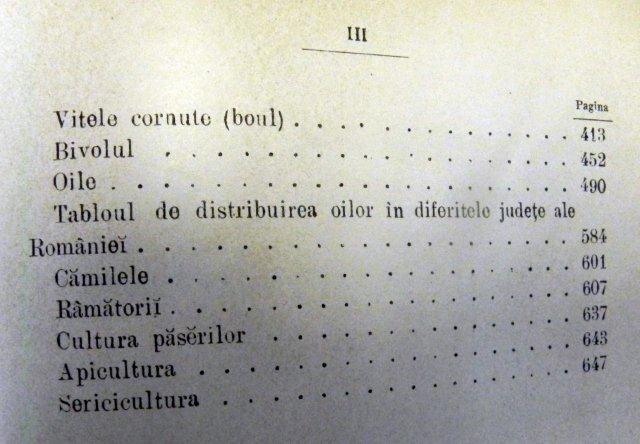 III
Pagina
Vitele cornute (boul) . . . . . . . . . . . 413
Bivolul . . . . . . . . . . . . . . . . 452
Oile . . . . . . . . . . . . . . . . . . 490
Tabloul de distribuirea oilor în diferitele județe ale
Românieĭ . . . . . . . . . . . . . . . . 584
Cămilele . . . . . . . . . . . . . . . . 601
Râmătoriĭ . . . . . . . . . . . . . . . . 607
Cultura păsĕrilor . . . . . . . . . . . . 637
Apicultura . . . . . . . . . . . . . . . 643
Sericicultura . . . . . . . . . . . . . . 647